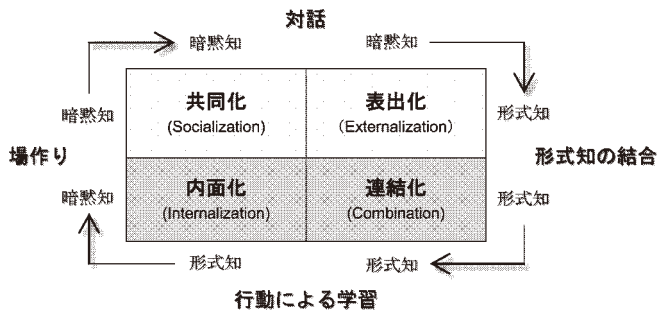 対話
暗黙知 暗黙知
共同化 表出化
(Socialization) (Externalization)
暗黙知 形式知
場作り 形式知の結合
内面化 連結化
暗黙知 形式知
(Internalization) (Combination)
形式知 形式知
行動による学習